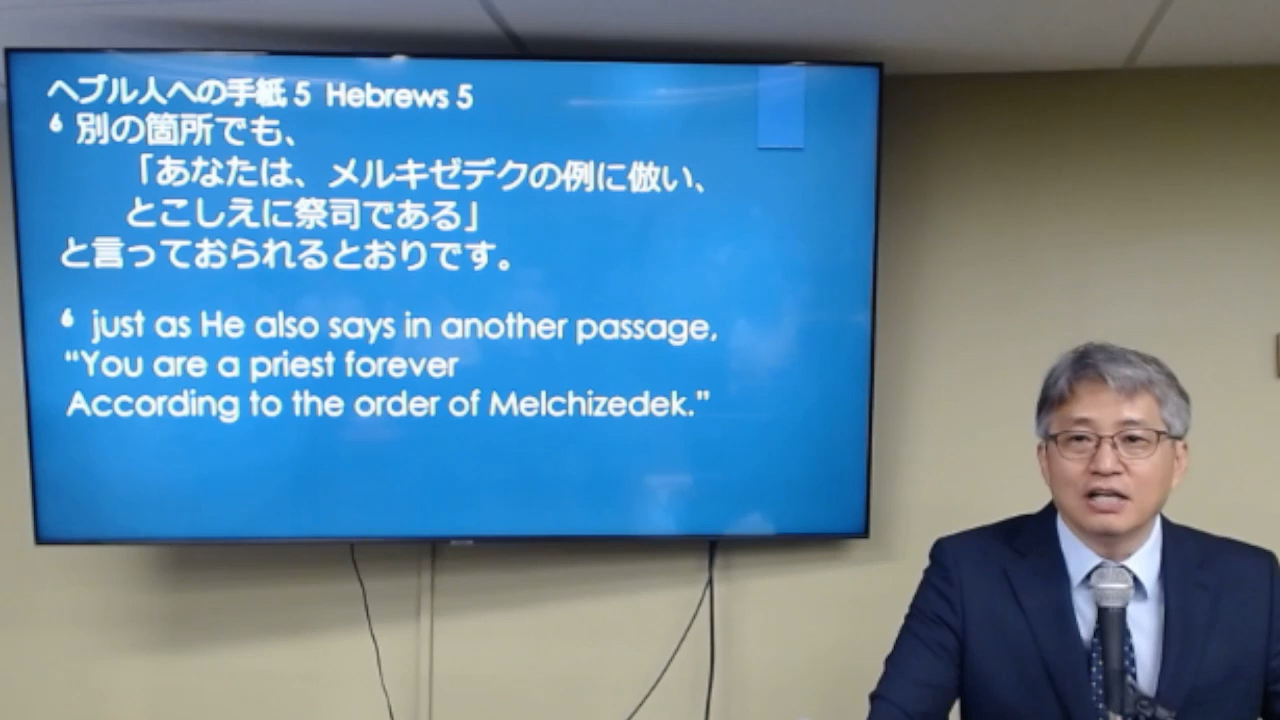 ヘブル人への手紙 5 Hebrews 5
6 別の箇所でも、
「あなたは、メルキゼデクの例に倣い、
とこしえに祭司である」
と言っておられるとおりです。
6 just as He also says in another passage,
“You are a priest forever
According to the order of Melchizedek.”